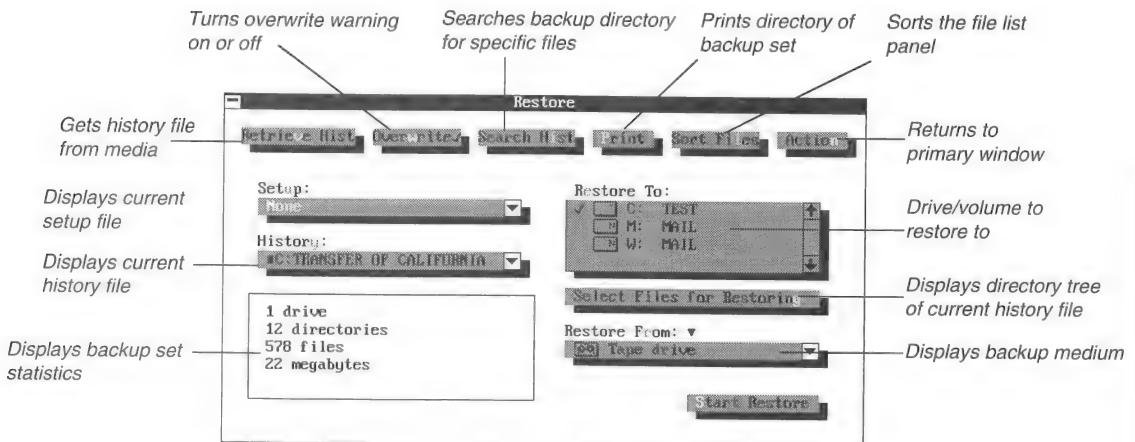 Turns overwrite warning
on or off
Searches backup directory
for specific files
Prints directory of
backup set
Sorts the file list
panel
Restore
Gets history file
from media
Retrieve Hist
Overwrite√
Search Hist
Print
Sort Files
Action
Returns to
primary window
Displays current
setup file
Setup:
None
Restore To:
√ C: TEST
N M: MAIL
N W: MAIL
Drive/volume to
restore to
Displays current
history file
History:
C:TRANSFER OF CALIFURNIA
Select Files for Restoring
Displays directory tree
of current history file
Displays backup set
statistics
1 drive
12 directories
578 files
22 megabytes
Restore From: ▼
Tape drive
Displays backup medium
Start Restore